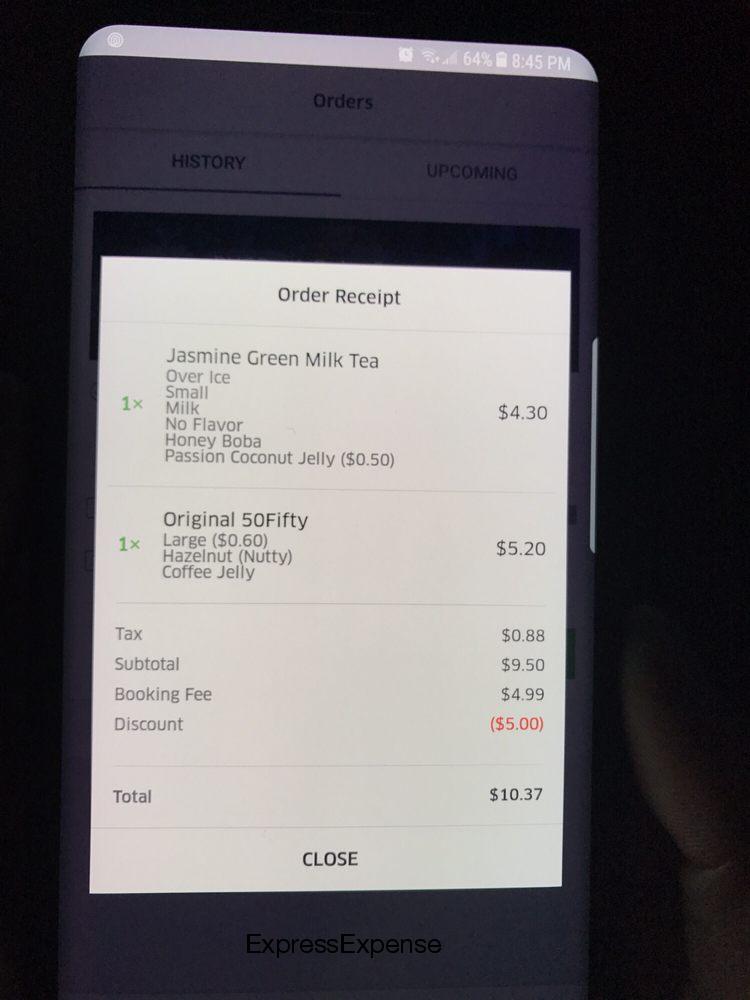 64% 8:45 PM
Orders
HISTORY UPCOMING
Order Receipt
Jasmine Green Milk Tea
Over Ice
Small
1× Milk $4.30
No Flavor
Honey Boba
Passion Coconut Jelly ($0.50)
Original 50Fifty
Large ($0.60)
1× Hazelnut (Nutty) $5.20
Coffee Jelly
Tax $0.88
Subtotal $9.50
Booking Fee $4.99
Discount ($5.00)
Total $10.37
CLOSE
ExpressExpense